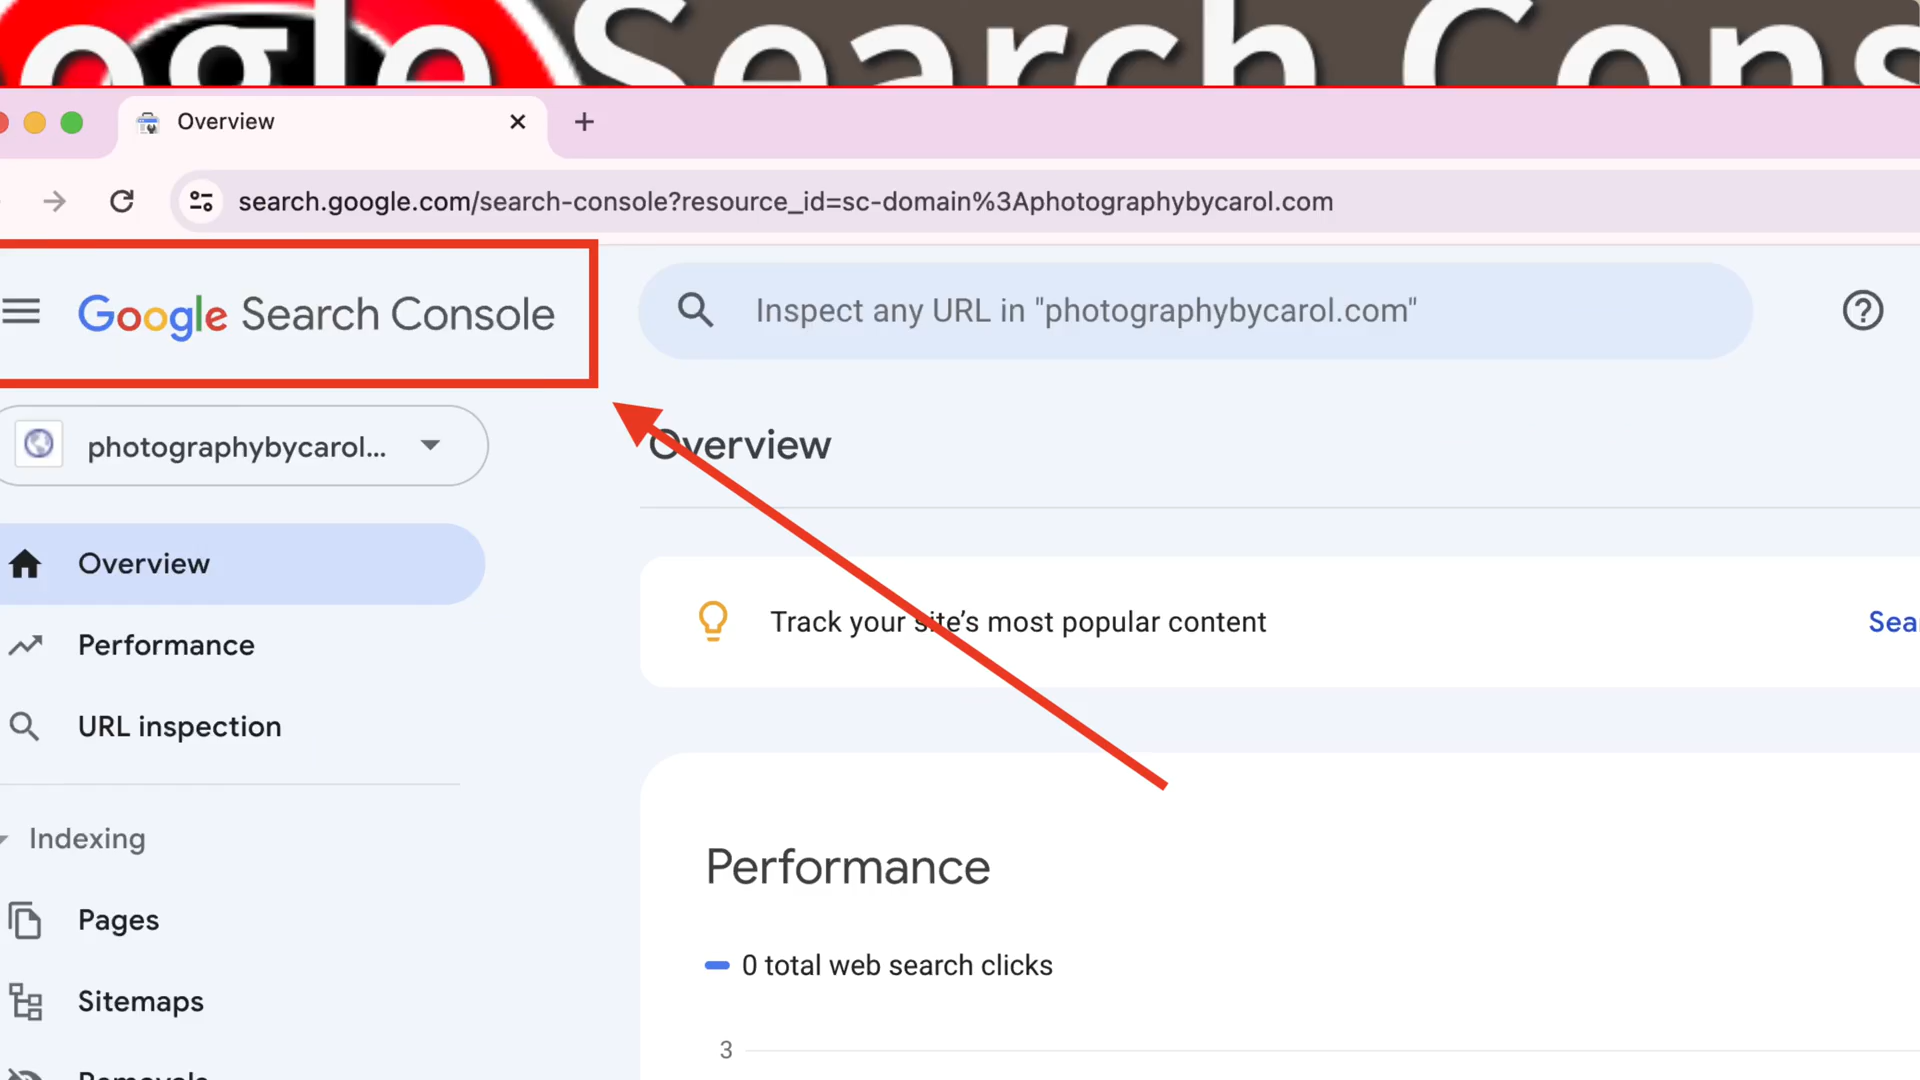 ogle Search Cons
Overview
search.google.com/search-console?resource_id=sc-domain%3Aphotographybycarol.com
Google Search Console
Inspect any URL in "photographybycarol.com"
photographybycarol...
Overview
Overview
Track your site’s most popular content
Sea
Performance
URL inspection
Indexing
Performance
Pages
0 total web search clicks
Sitemaps
3
Removals